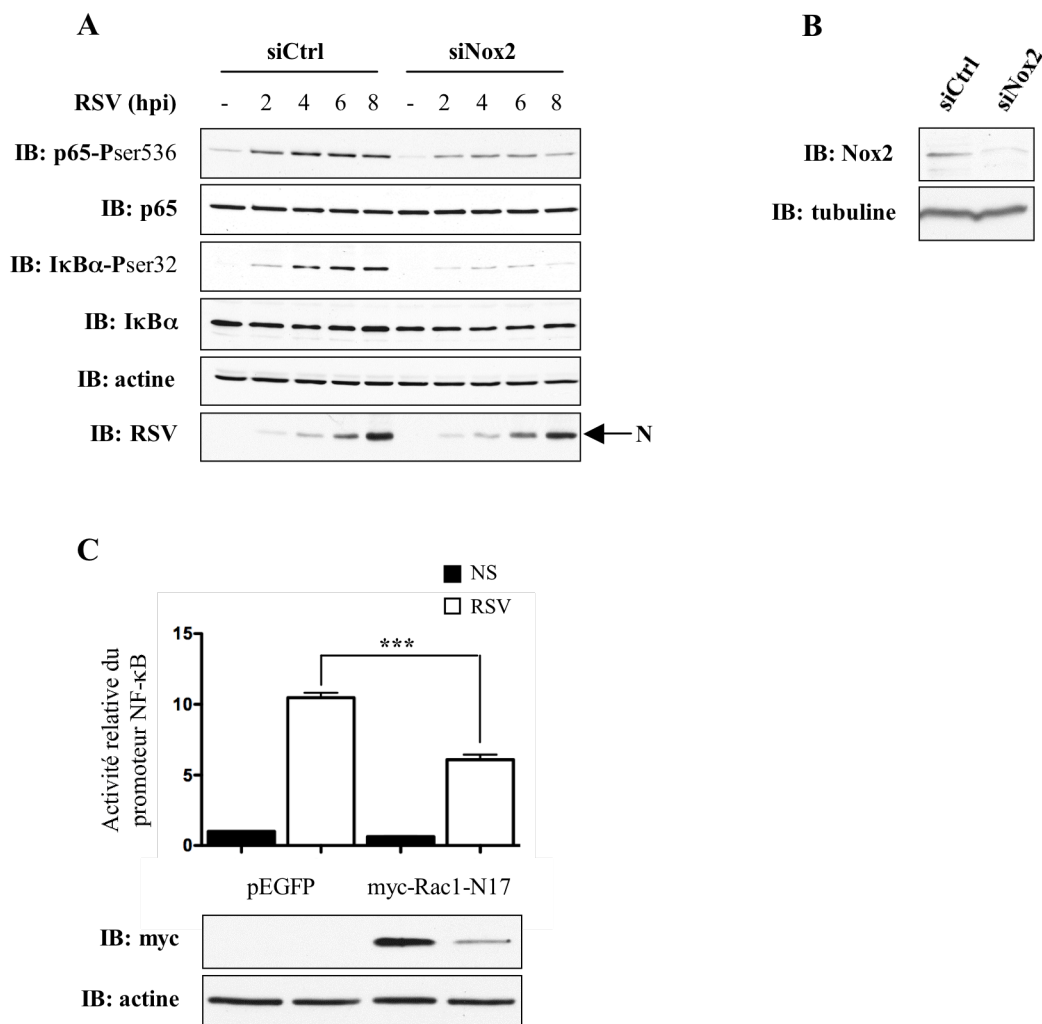 A
siCtrl siNox2
RSV (hpi) - 2 4 6 8 - 2 4 6 8
IB: p65-Pser536
IB: p65
IB: IκBα-Pser32
IB: IκBα
IB: actine
IB: RSV N
B
siCtrl siNox2
IB: Nox2
IB: tubuline
C
NS
RSV
Activité relative du
promoteur NF-κB
15
10
5
0
***
pEGFP myc-Rac1-N17
IB: myc
IB: actine